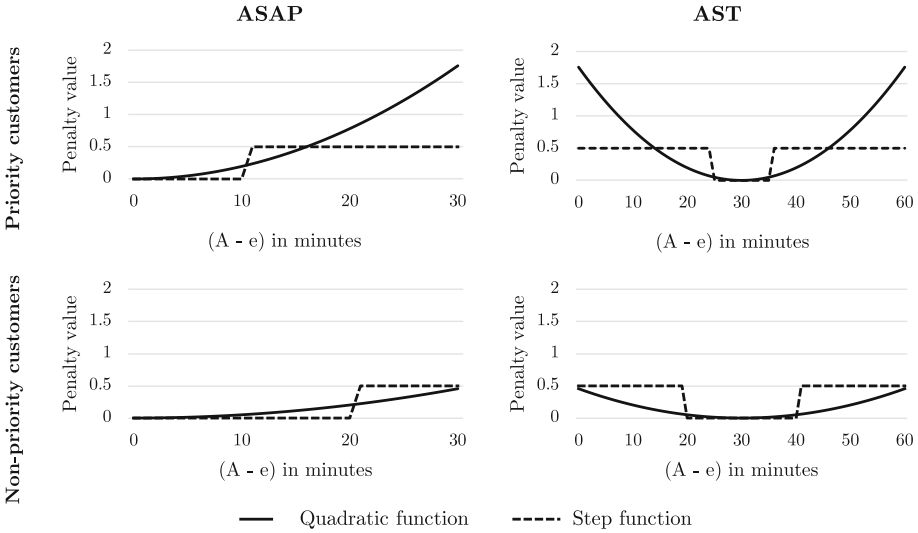 ASAP
AST
Priority customers
Penalty value
2
1.5
1
0.5
0
0 10 20 30
(A - e) in minutes
Penalty value
2
1.5
1
0.5
0
0 10 20 30 40 50 60
(A - e) in minutes
Non-priority customers
Penalty value
2
1.5
1
0.5
0
0 10 20 30
(A - e) in minutes
Penalty value
2
1.5
1
0.5
0
0 10 20 30 40 50 60
(A - e) in minutes
Quadratic function
Step function